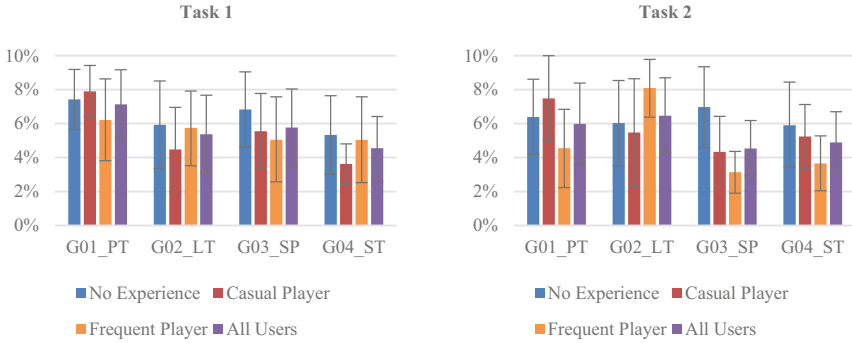 Task 1
10%
8%
6%
4%
2%
0%
G01_PT G02_LT G03_SP G04_ST
No Experience Casual Player
Frequent Player All Users
Task 2
10%
8%
6%
4%
2%
0%
G01_PT G02_LT G03_SP G04_ST
No Experience Casual Player
Frequent Player All Users